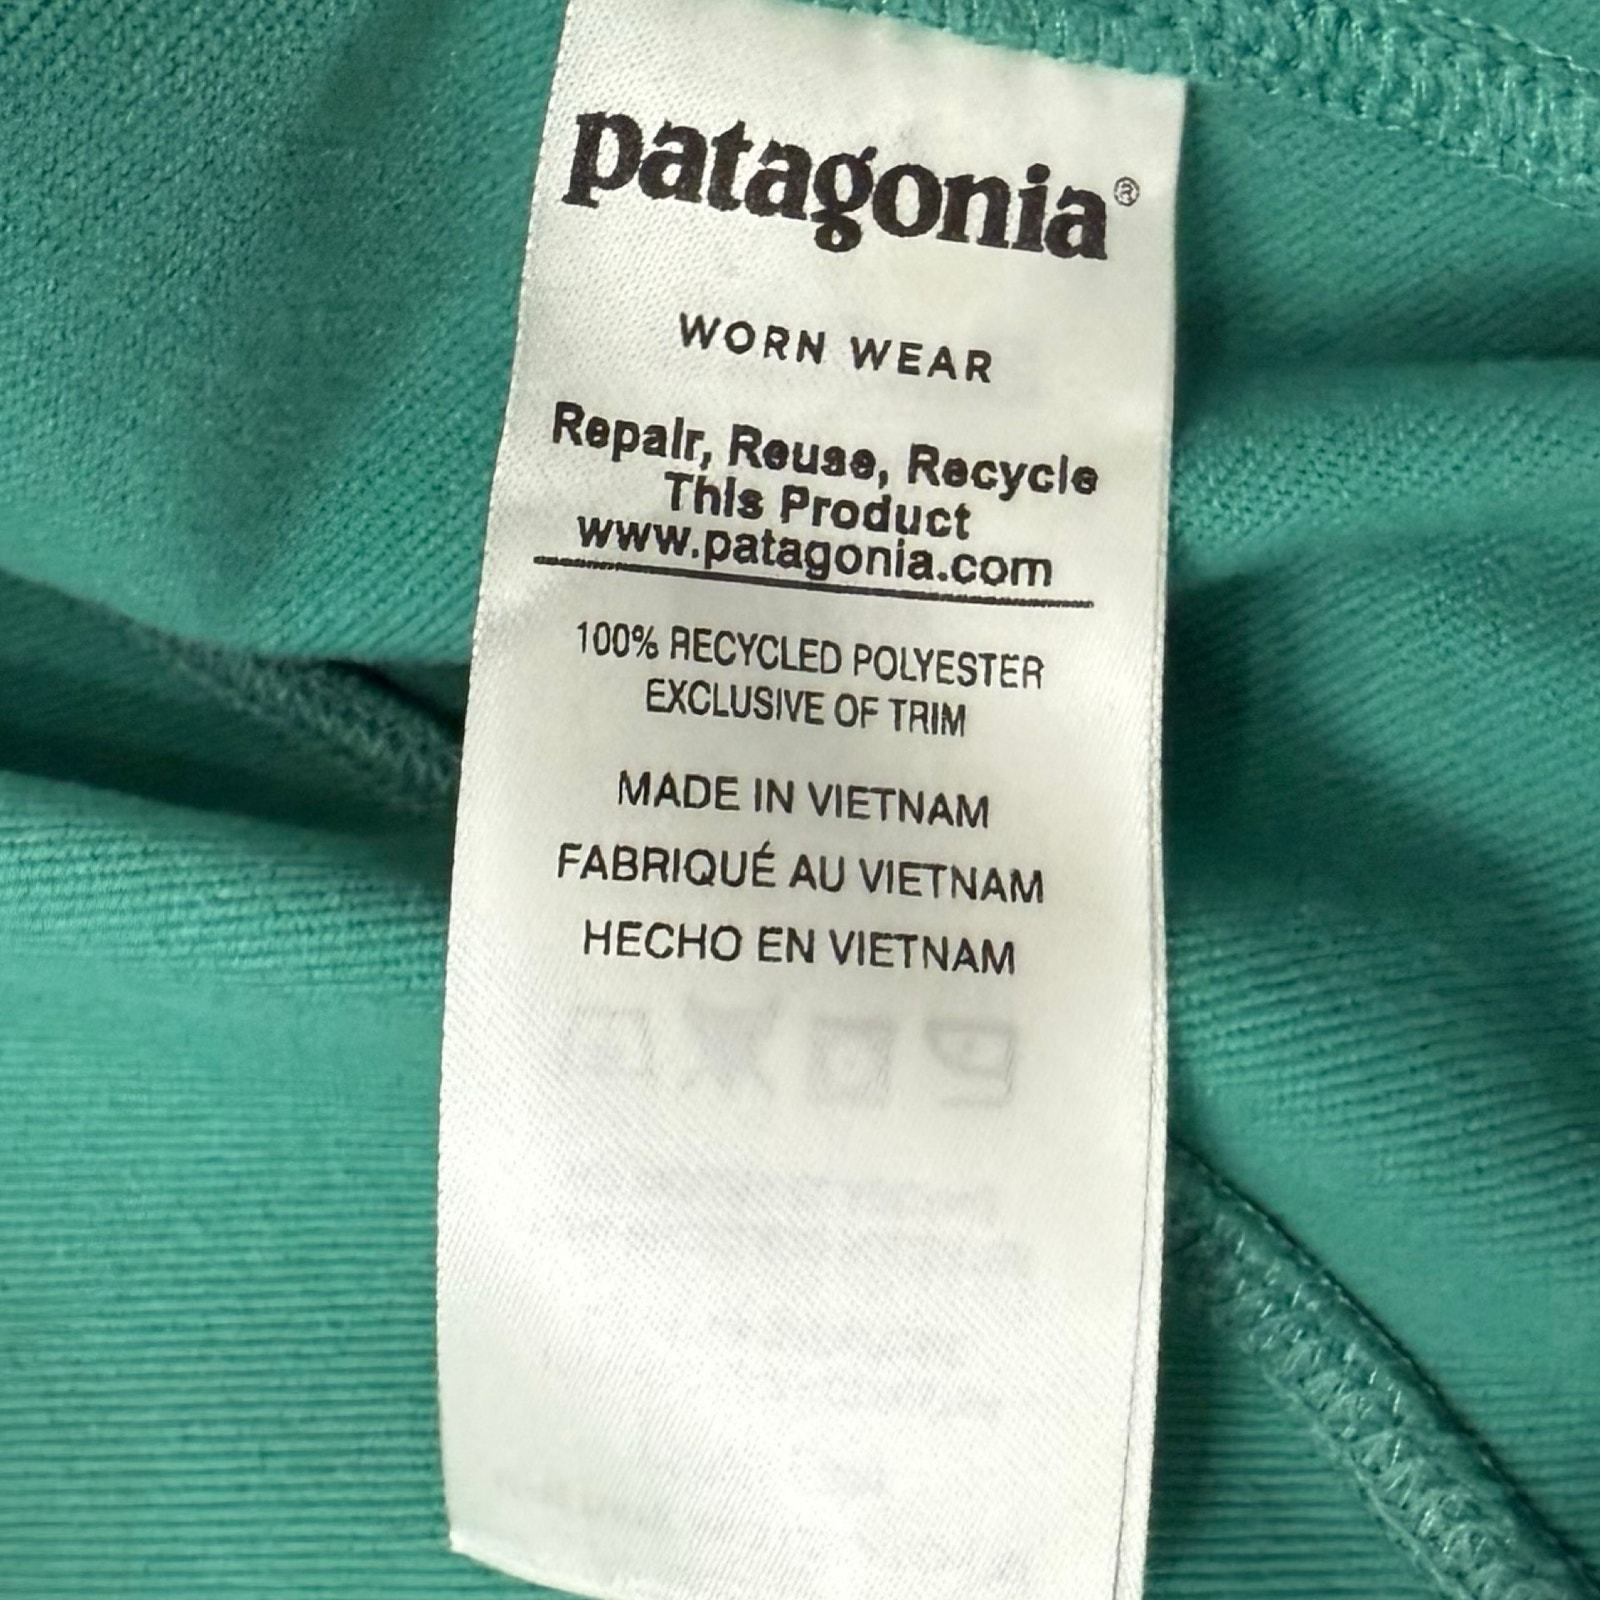 patagonia®
WORN WEAR
Repair, Reuse, Recycle
This Product
www.patagonia.com
100% RECYCLED POLYESTER
EXCLUSIVE OF TRIM
MADE IN VIETNAM
FABRIQUÉ AU VIETNAM
HECHO EN VIETNAM